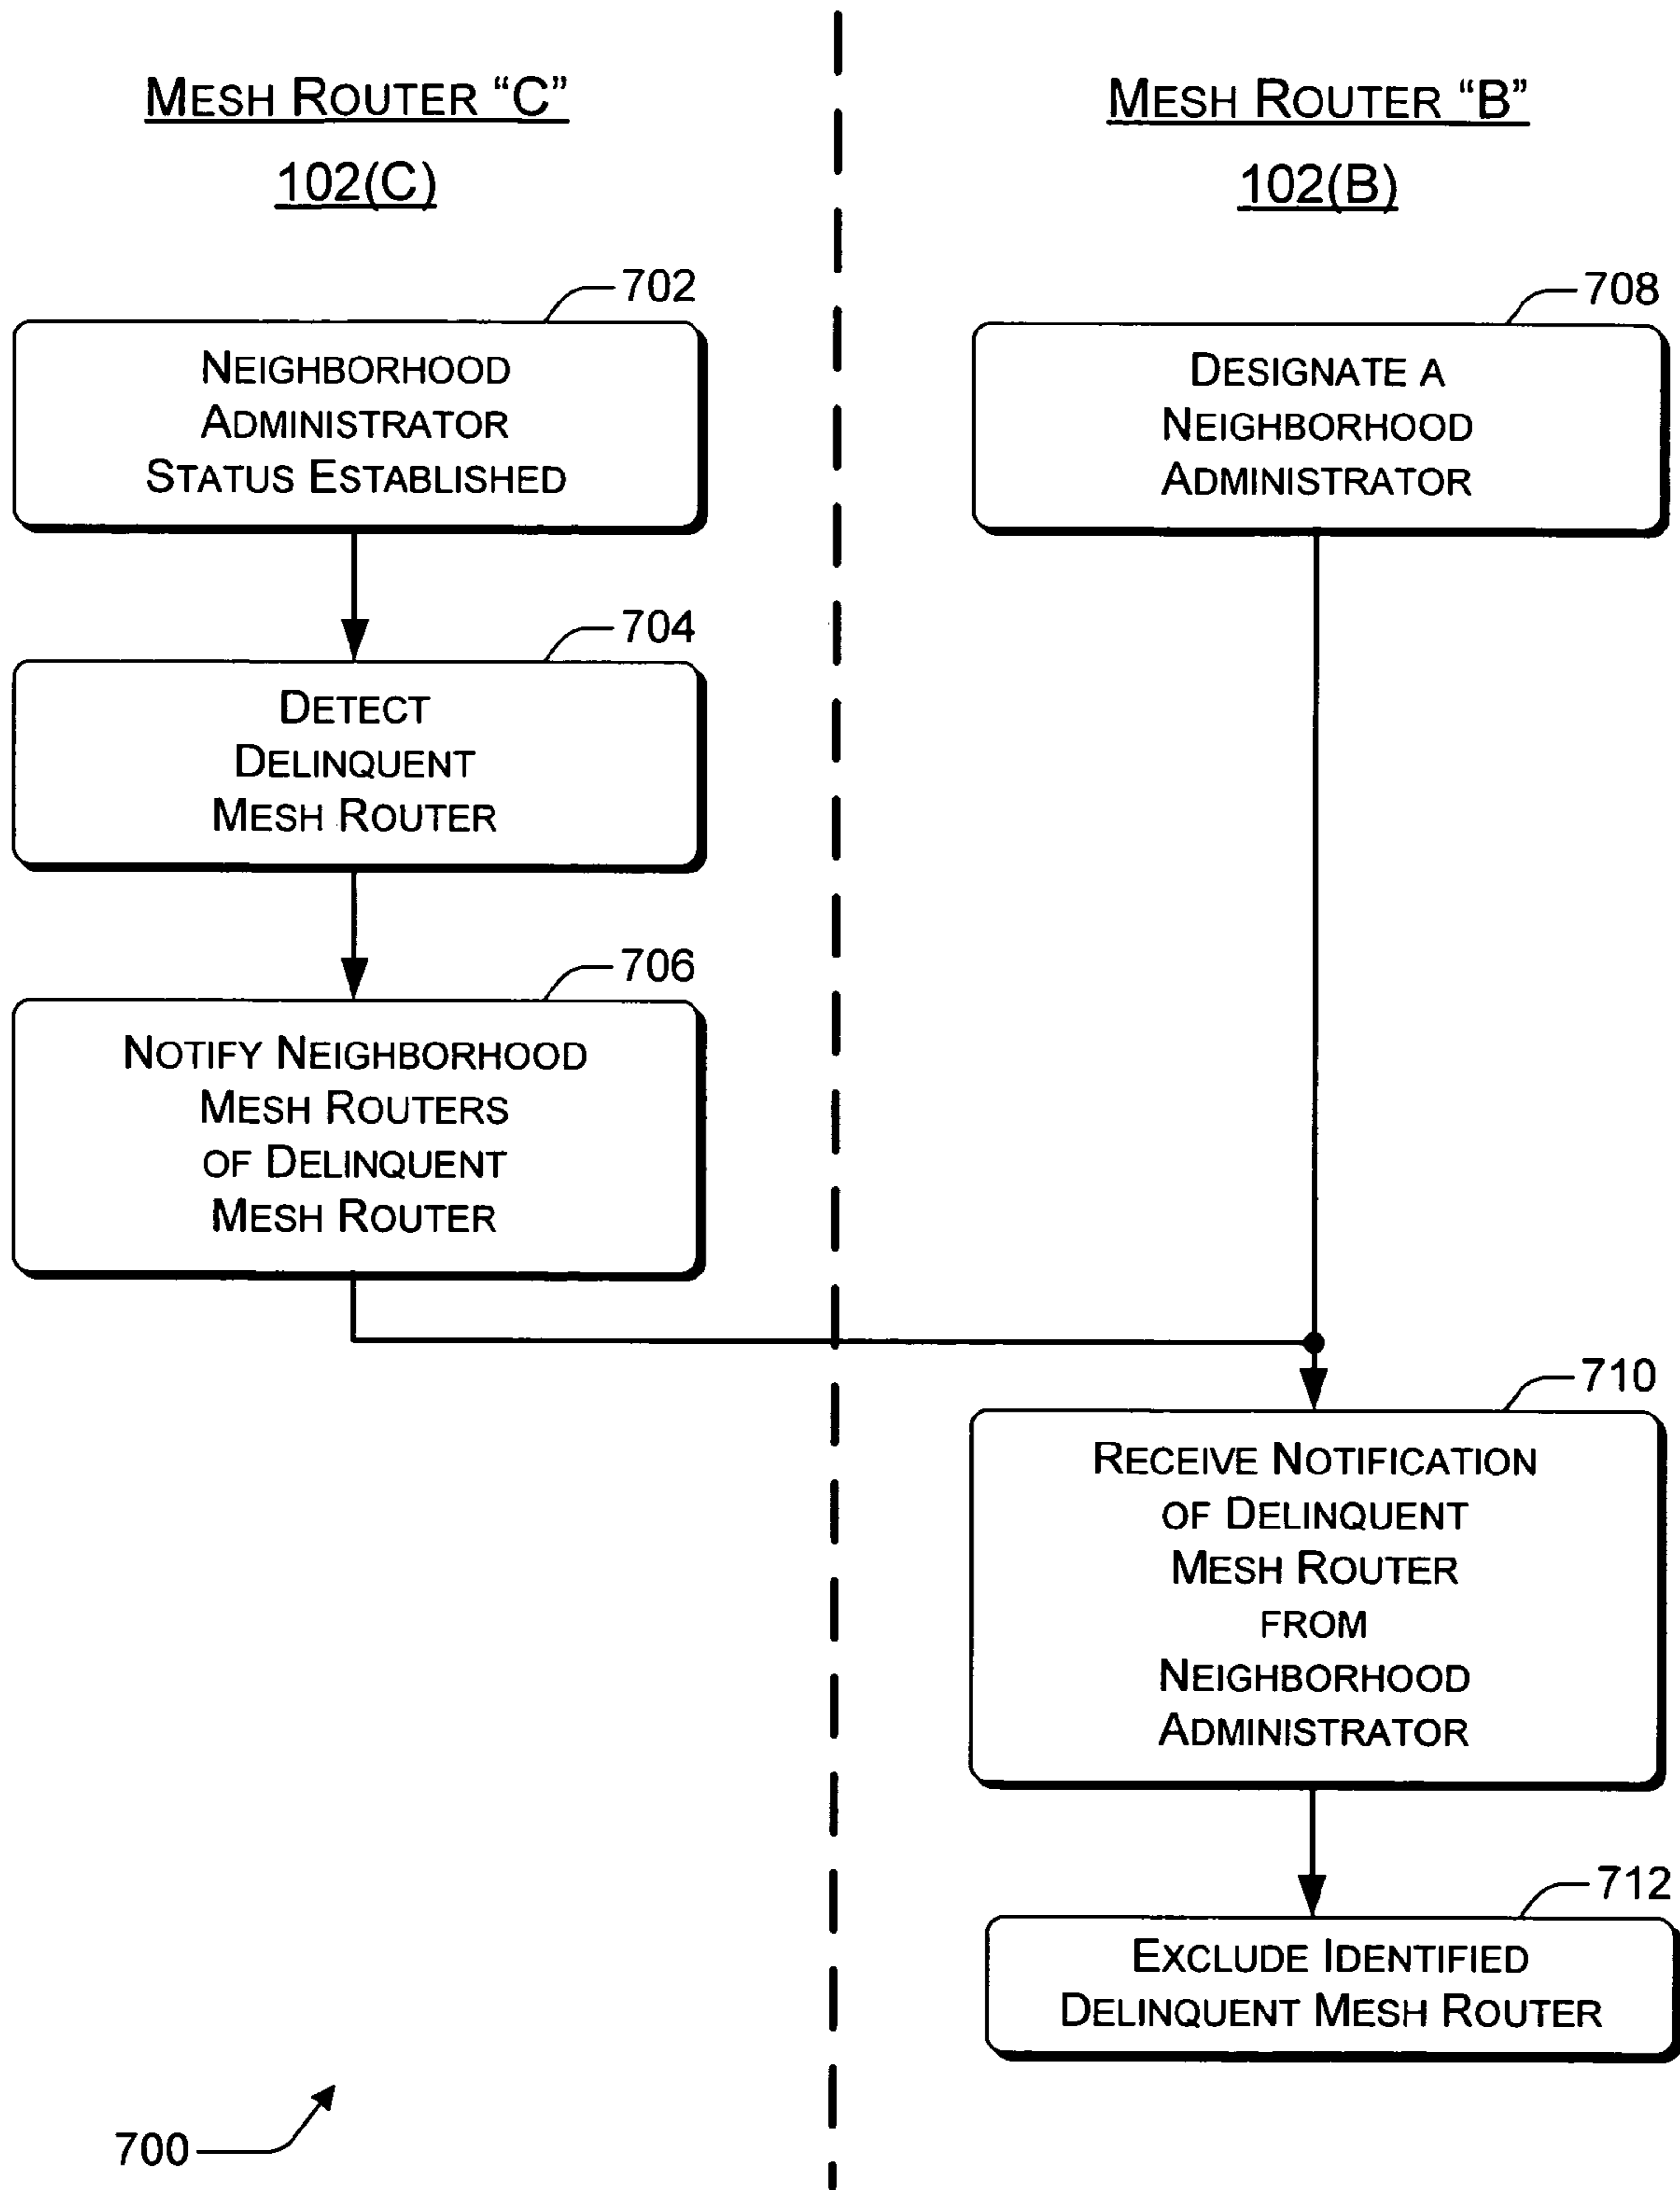 MESH ROUTER “C”
102(C)
702
NEIGHBORHOOD
ADMINISTRATOR
STATUS ESTABLISHED
704
DETECT
DELINQUENT
MESH ROUTER
706
NOTIFY NEIGHBORHOOD
MESH ROUTERS
OF DELINQUENT
MESH ROUTER
MESH ROUTER “B”
102(B)
708
DESIGNATE A
NEIGHBORHOOD
ADMINISTRATOR
710
RECEIVE NOTIFICATION
OF DELINQUENT
MESH ROUTER
FROM
NEIGHBORHOOD
ADMINISTRATOR
712
EXCLUDE IDENTIFIED
DELINQUENT MESH ROUTER
700